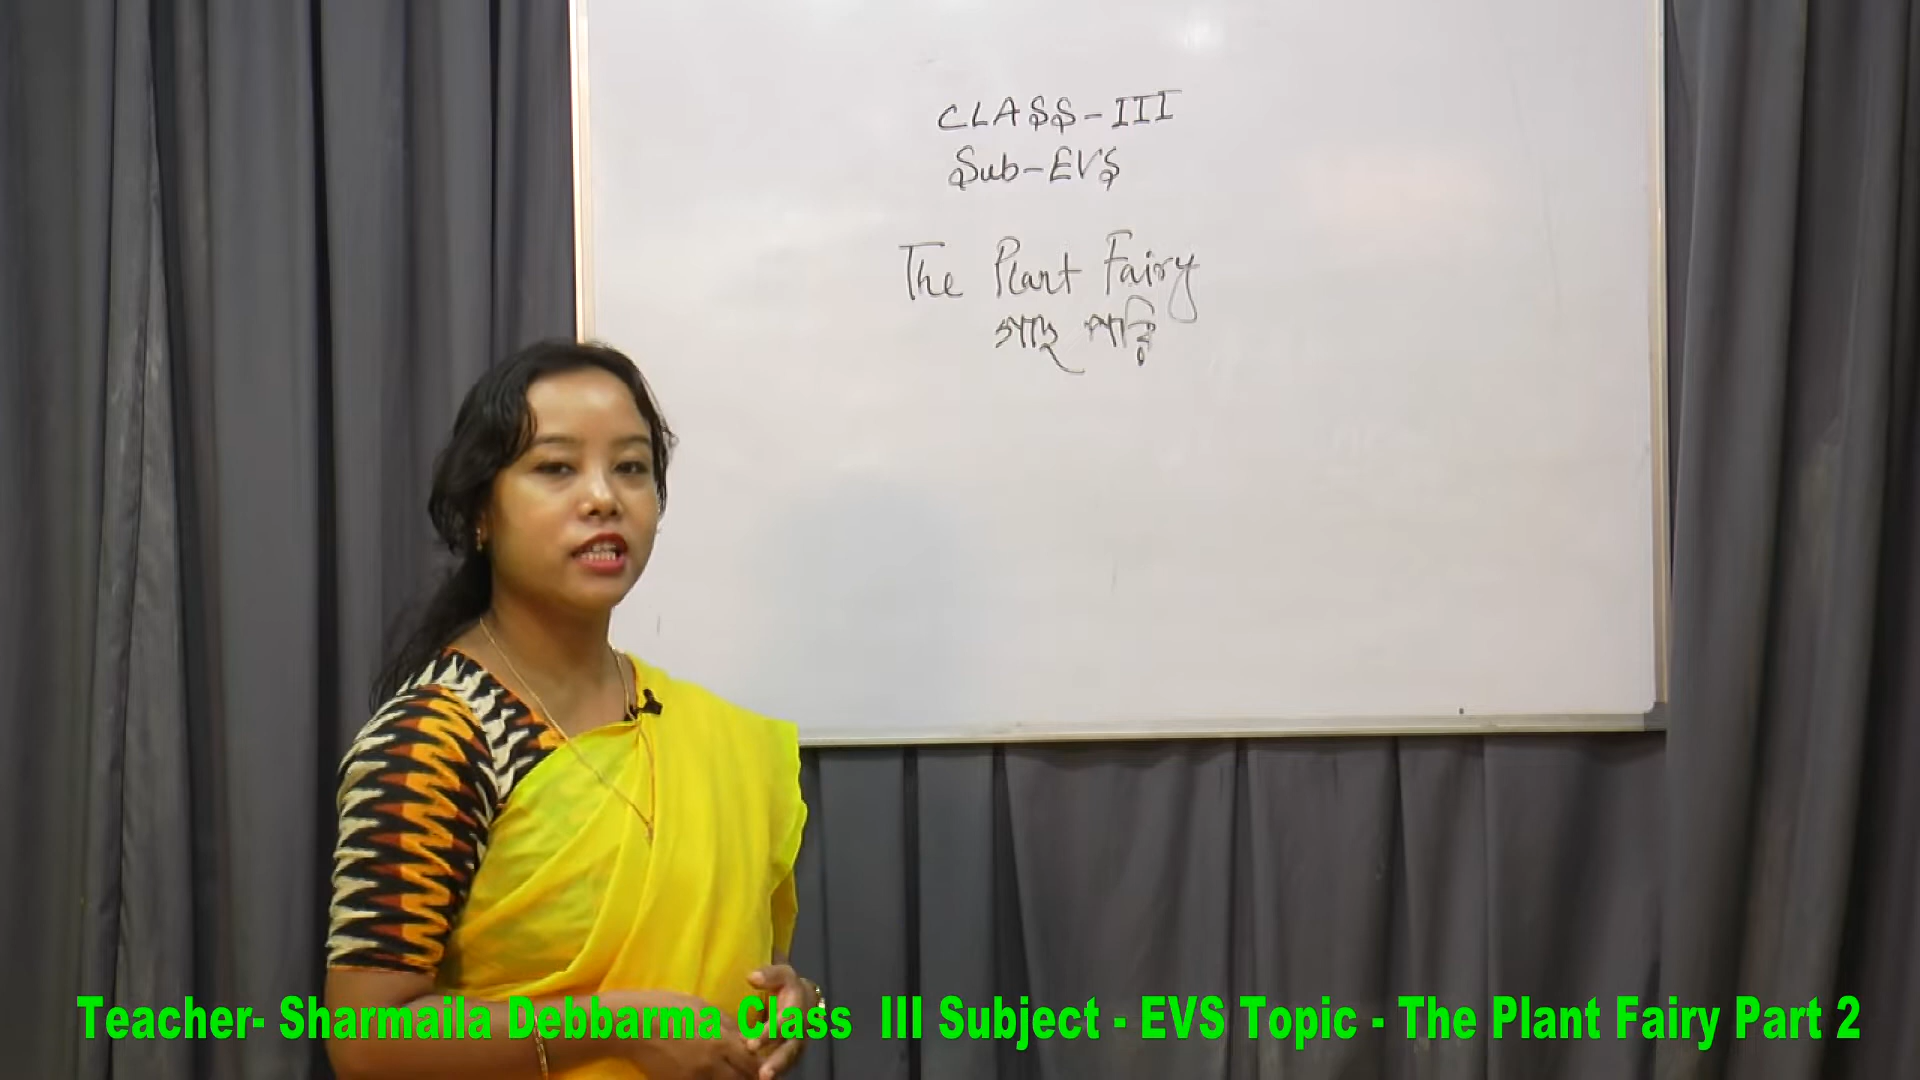 CLASS-III
Sub-EVS
The Plant Fairy
গাছ পরি
Teacher- Sharmaila Debbarma Class III Subject - EVS Topic - The Plant Fairy Part 2